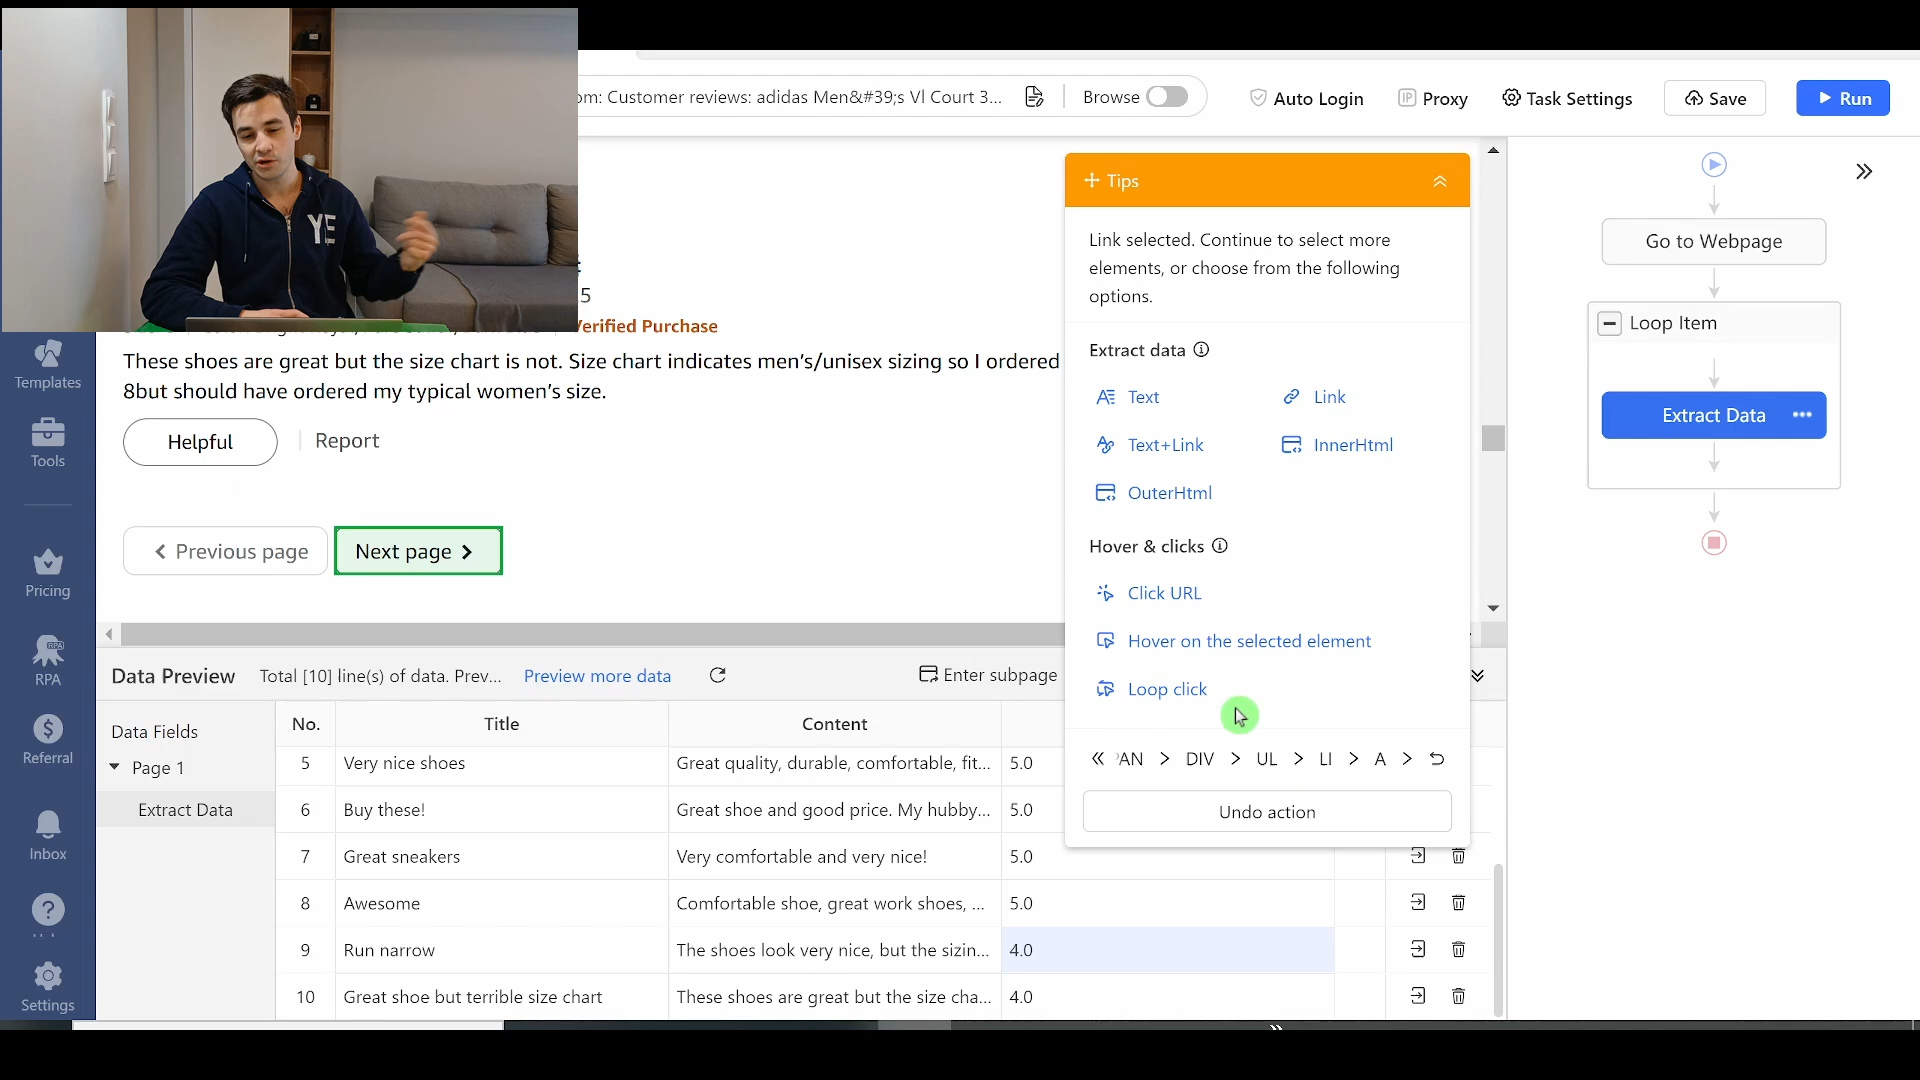 YE
om: Customer reviews: adidas Men&#39;s Vl Court 3...
Browse
Auto Login
Proxy
Task Settings
Save
Run
5
Verified Purchase
These shoes are great but the size chart is not. Size chart indicates men's/unisex sizing so I ordered
8but should have ordered my typical women's size.
Helpful
Report
Previous page
Next page
Tips
Link selected. Continue to select more
elements, or choose from the following
options.
Extract data
Text
Link
Text+Link
InnerHtml
OuterHtml
Hover & clicks
Click URL
Hover on the selected element
Loop click
« AN > DIV > UL > LI > A >
Undo action
Go to Webpage
Loop Item
Extract Data
Templates
Tools
Pricing
RPA
RPA
Referral
Inbox
Settings
Data Preview
Total [10] line(s) of data. Prev...
Preview more data
Enter subpage
Data Fields
Page 1
Extract Data
No. Title Content
5 Very nice shoes Great quality, durable, comfortable, fit... 5.0
6 Buy these! Great shoe and good price. My hubby... 5.0
7 Great sneakers Very comfortable and very nice! 5.0
8 Awesome Comfortable shoe, great work shoes, ... 5.0
9 Run narrow The shoes look very nice, but the sizin... 4.0
10 Great shoe but terrible size chart These shoes are great but the size cha... 4.0